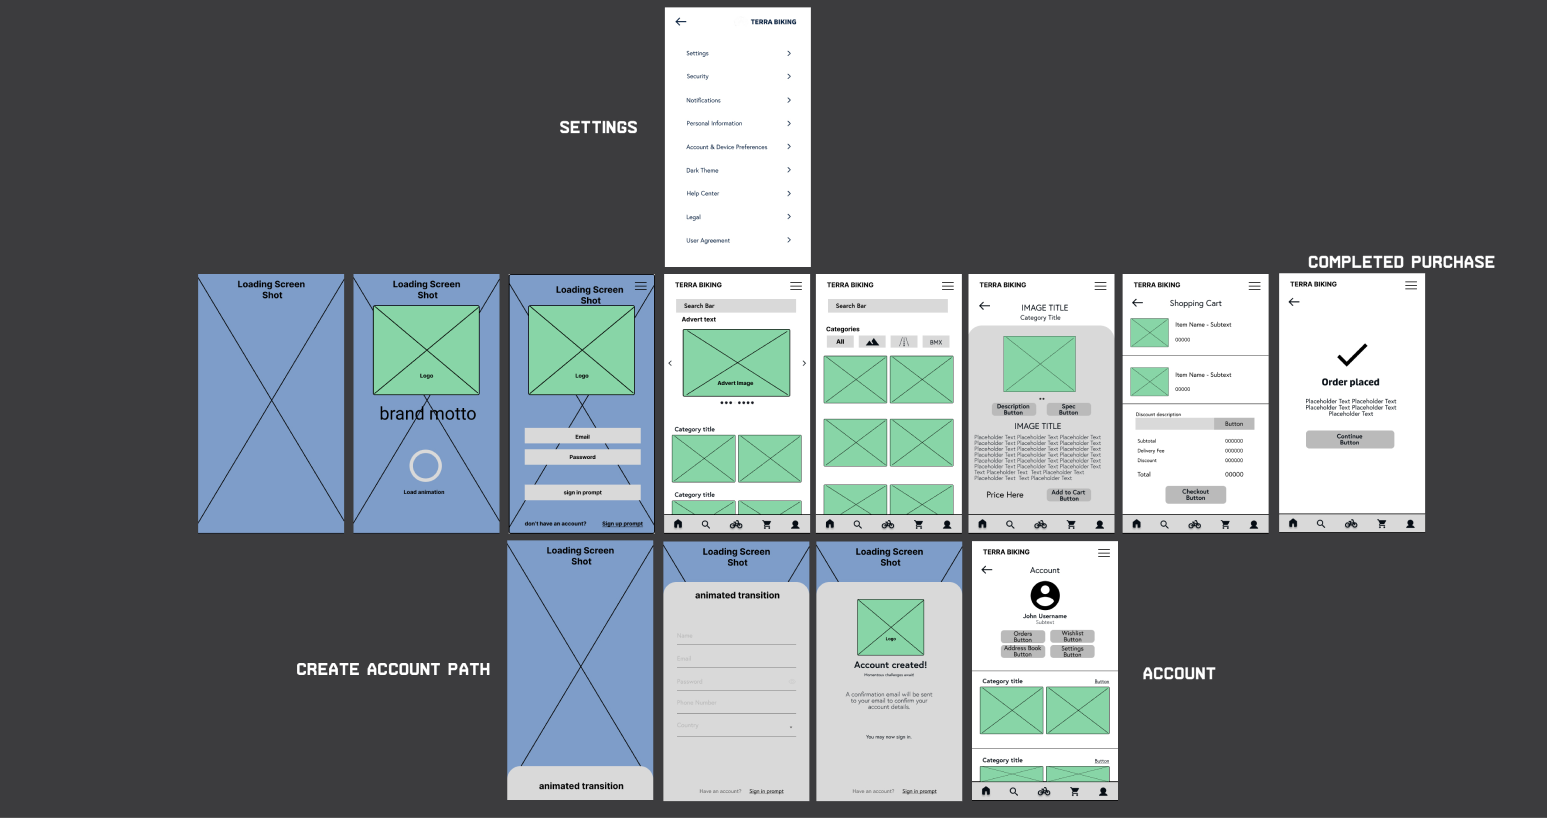 TERRA BIKING
Settings
Security
Notifications
Personal Information
Account & Device Preferences
Dark Theme
Help Center
Legal
User Agreement
SETTINGS
COMPLETED PURCHASE
Loading Screen
Shot
Loading Screen
Shot
Logo
brand motto
Load animation
Loading Screen
Shot
Logo
Email
Password
sign in prompt
don't have an account? Sign up prompt
TERRA BIKING
Search Bar
Advert text
Advert Image
Category title
Category title
TERRA BIKING
Search Bar
Categories
All BMX
TERRA BIKING
IMAGE TITLE
Category Title
Description
Button
Spec
Button
IMAGE TITLE
Placeholder Text Placeholder Text Placeholder Text
Placeholder Text Placeholder Text Placeholder Text
Placeholder Text Placeholder Text Placeholder Text
Placeholder Text Placeholder Text Placeholder Text
Placeholder Text Placeholder Text Placeholder Text
Placeholder Text Placeholder Text Placeholder Text
Text Placeholder Text Text Placeholder Text
Placeholder Text Text Placeholder Text
Price Here
Add to Cart
Button
TERRA BIKING
Shopping Cart
Item Name - Subtext
00000
Item Name - Subtext
00000
Discount description
Button
Subtotal 000000
Delivery Fee 000000
Discount 000000
Total 00000
Checkout
Button
TERRA BIKING
Order placed
Placeholder Text Placeholder Text
Placeholder Text Placeholder Text
Placeholder Text
Continue
Button
CREATE ACCOUNT PATH
Loading Screen
Shot
animated transition
Loading Screen
Shot
animated transition
Name
Email
Password
Phone Number
Country
Have an account? Sign in prompt
Loading Screen
Shot
Logo
Account created!
Momentous challenges await!
A confirmation email will be sent
to your email to confirm your
account details.
You may now sign in.
Have an account? Sign in prompt
TERRA BIKING
Account
John Username
Subtext
Orders
Button
Wishlist
Button
Address Book
Button
Settings
Button
Category title Button
Category title Button
ACCOUNT